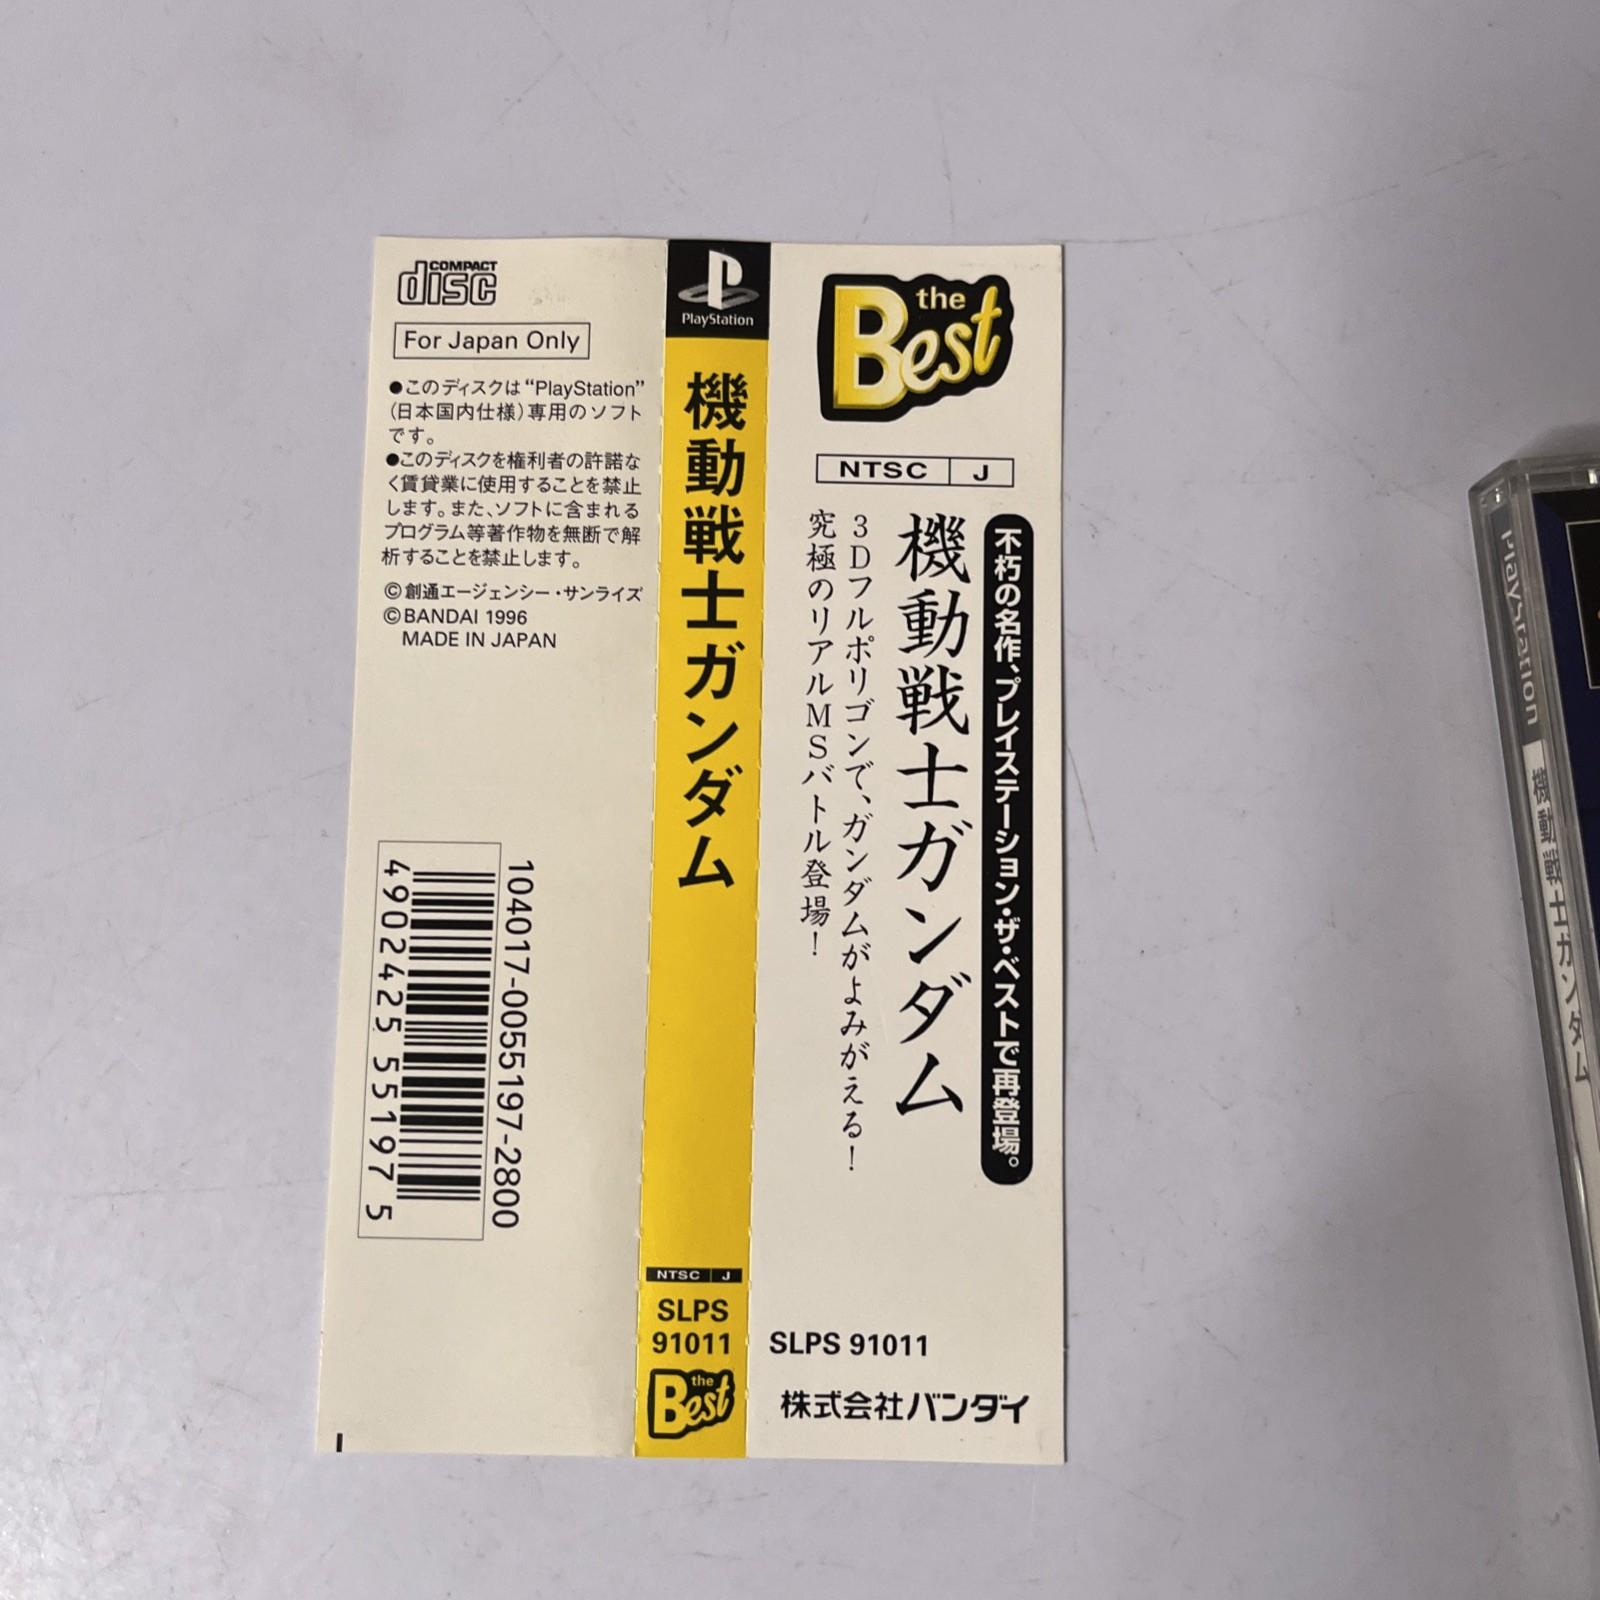 COMPACT
disc
For Japan Only
●このディスクは“PlayStation”
(日本国内仕様)専用のソフト
です。
●このディスクを権利者の許諾な
く賃貸業に使用することを禁止
します。また、ソフトに含まれる
プログラム等著作物を無断で解
析することを禁止します。
©創通エージェンシー・サンライズ
©BANDAI 1996
MADE IN JAPAN
104017-0055197-2800
4902425551975
PlayStation
機動戦士ガンダム
NTSC J
SLPS
91011
the
Best
the
Best
NTSC J
不朽の名作、プレイステーション・ザ・ベストで再登場。
機動戦士ガンダム
3Dフルポリゴンで、ガンダムがよみがえる!
究極のリアルMSバトル登場!
SLPS 91011
株式会社バンダイ
PlayStation
機動戦士ガンダム